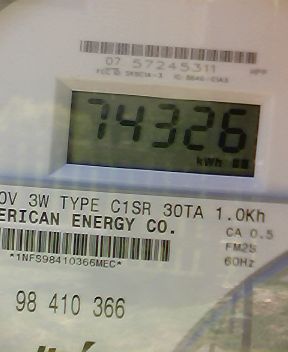 07 57245311
74326
kWh
0V 3W TYPE C1SR 30TA 1.0Kh
ERICAN ENERGY CO.
CA 0.5
FM2S
60Hz
*1NFS98410366MEC*
98 410 366